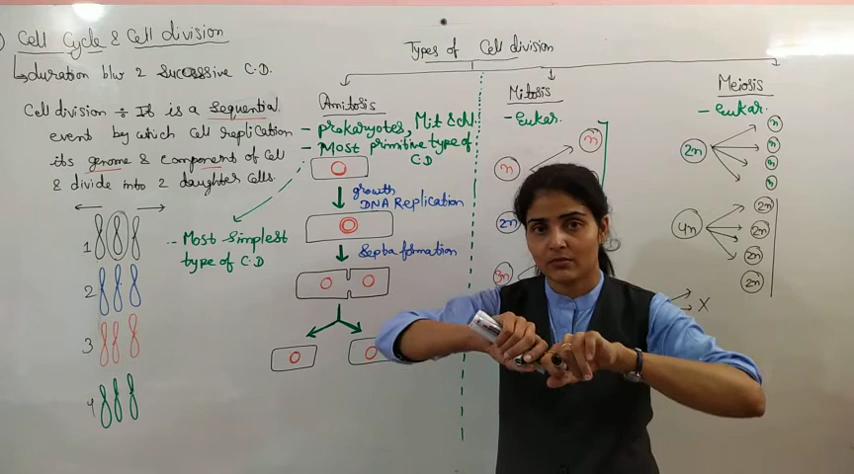 Cell Cycle & Cell division
duration b/w 2 successive C.D.
Cell division ÷ It is a sequential
event by which cell replication
its genome & component of cell
& divide into 2 daughter cells.
1
2
3
4
Types of Cell division
Amitosis
- prokaryotes, Mit & chl.
- Most primitive type of
C.D
growth
DNA Replication
Septa formation
- Most simplest
type of C.D
Mitosis
- Eukar.
n
n
2n
3n
Meiosis
- Eukar.
2n
n
n
n
n
4n
2n
2n
2n
2n
X